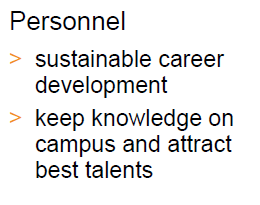 Personnel
> sustainable career
development
> keep knowledge on
campus and attract
best talents